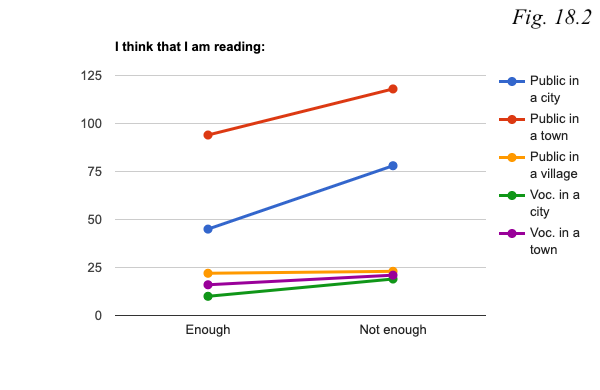 Fig. 18.2
I think that I am reading:
125
100
75
50
25
0
Enough
Not enough
Public in
a city
Public in
a town
Public in
a village
Voc. in a
city
Voc. in a
town